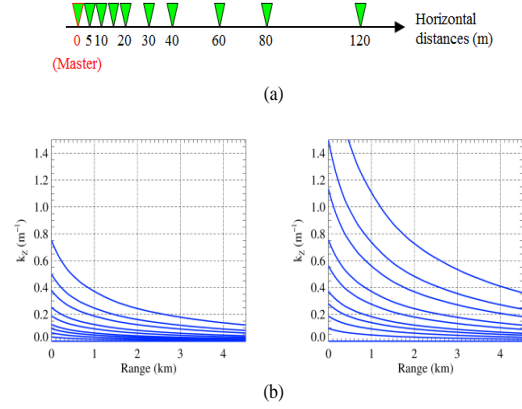 0 5 10 20 30 40 60 80 120
Horizontal
distances (m)
(Master)
(a)
1.4
1.2
1.0
0.8
0.6
0.4
0.2
0.0
k_Z (m⁻¹)
0 1 2 3 4
Range (km)
1.4
1.2
1.0
0.8
0.6
0.4
0.2
0.0
k_Z (m⁻¹)
0 1 2 3 4
Range (km)
(b)